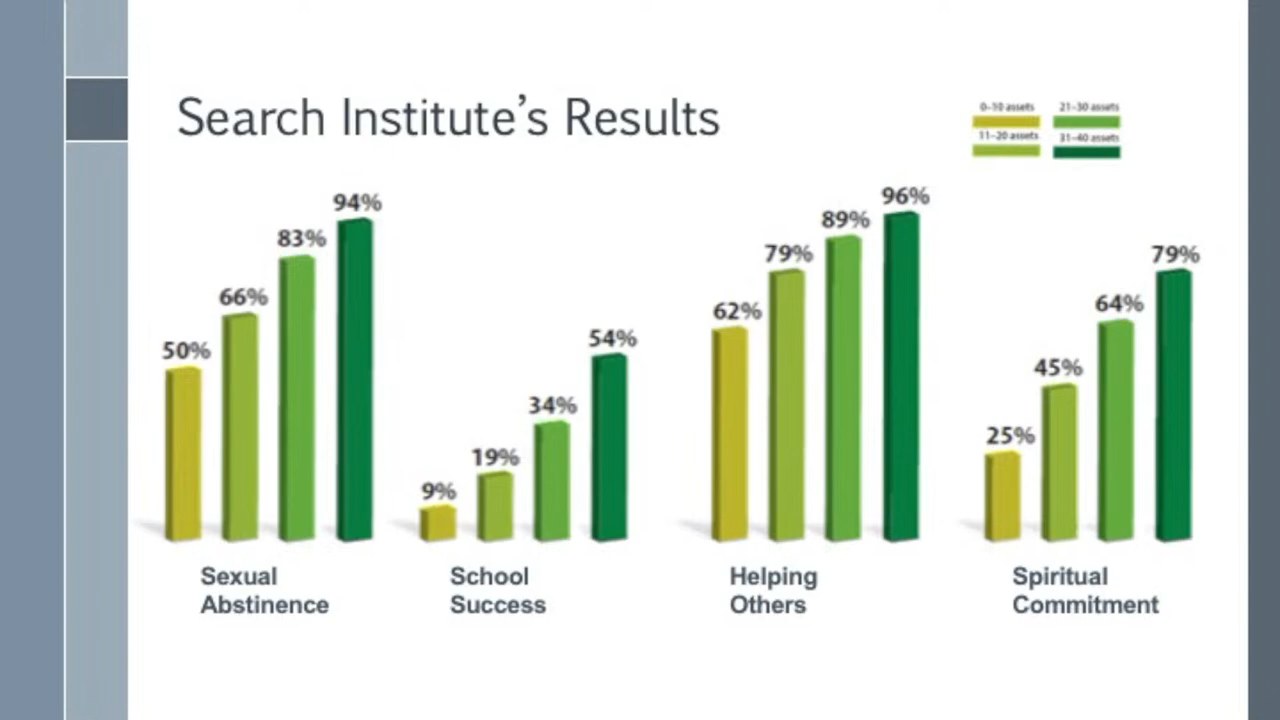 Search Institute's Results
0–10 assets
21–30 assets
11–20 assets
31–40 assets
50%
66%
83%
94%
9%
19%
34%
54%
62%
79%
89%
96%
25%
45%
64%
79%
Sexual
Abstinence
School
Success
Helping
Others
Spiritual
Commitment